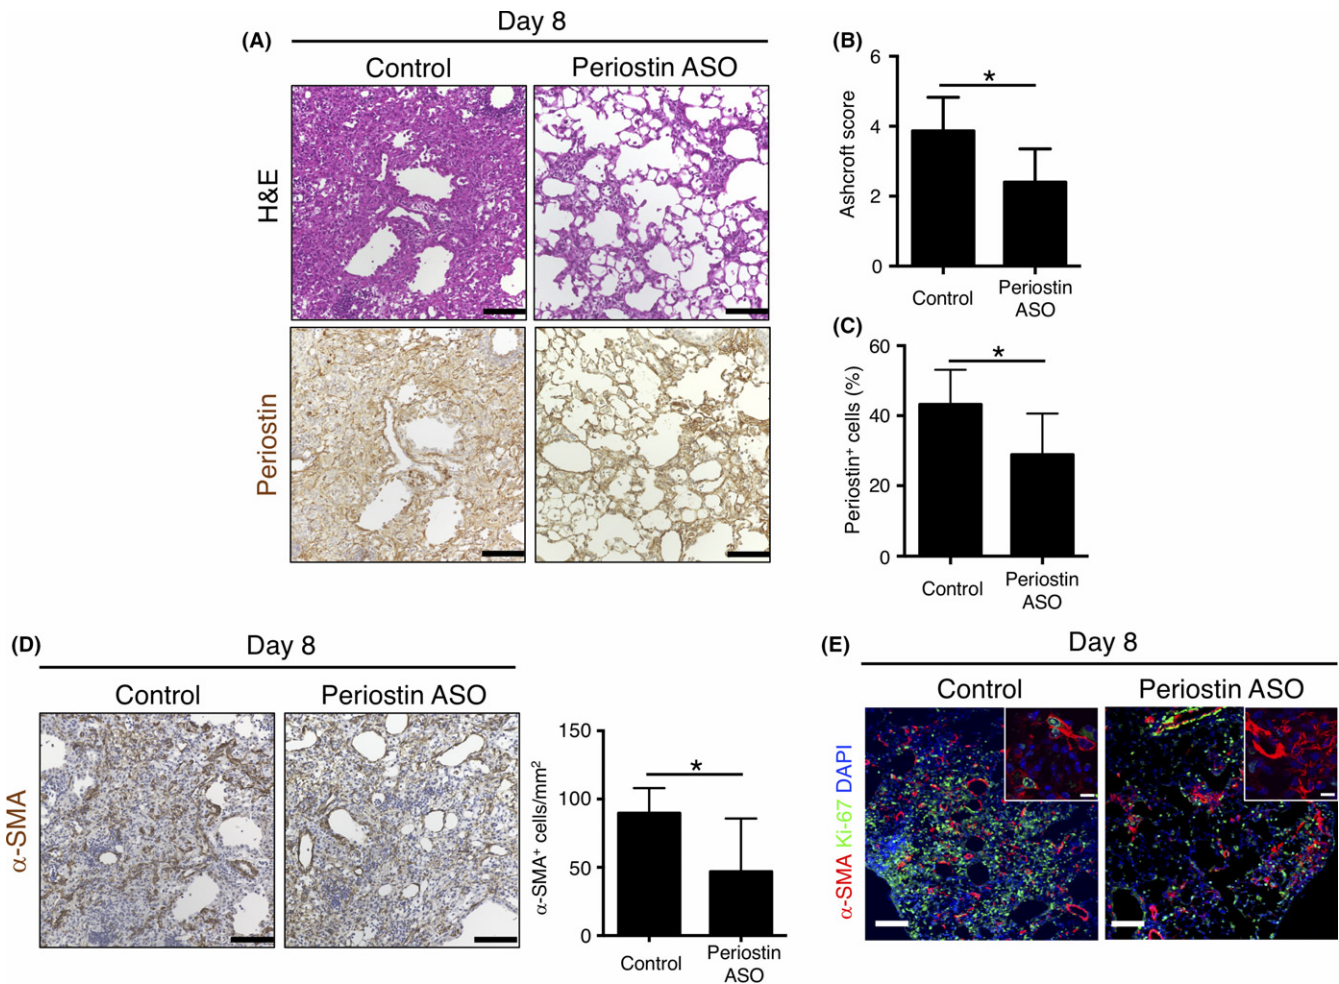 Day 8
(A)
Control
Periostin ASO
H&E
Periostin
(B)
Ashcroft score
6
4
2
0
*
Control
Periostin
ASO
(C)
Periostin⁺ cells (%)
60
40
20
0
*
Control
Periostin
ASO
(D)
Day 8
Control
Periostin ASO
α-SMA
α-SMA⁺ cells/mm²
150
100
50
0
*
Control
Periostin
ASO
(E)
Day 8
Control
Periostin ASO
α-SMA Ki-67 DAPI